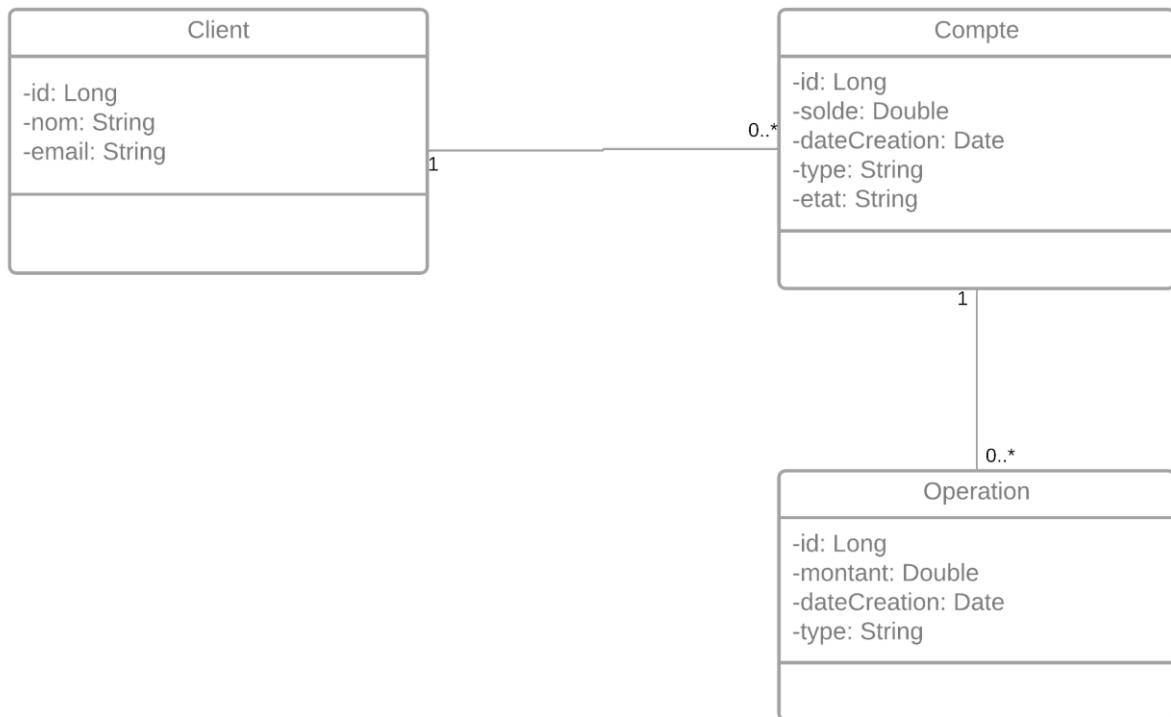 Client
-id: Long
-nom: String
-email: String
1
0..*
Compte
-id: Long
-solde: Double
-dateCreation: Date
-type: String
-etat: String
1
0..*
Operation
-id: Long
-montant: Double
-dateCreation: Date
-type: String